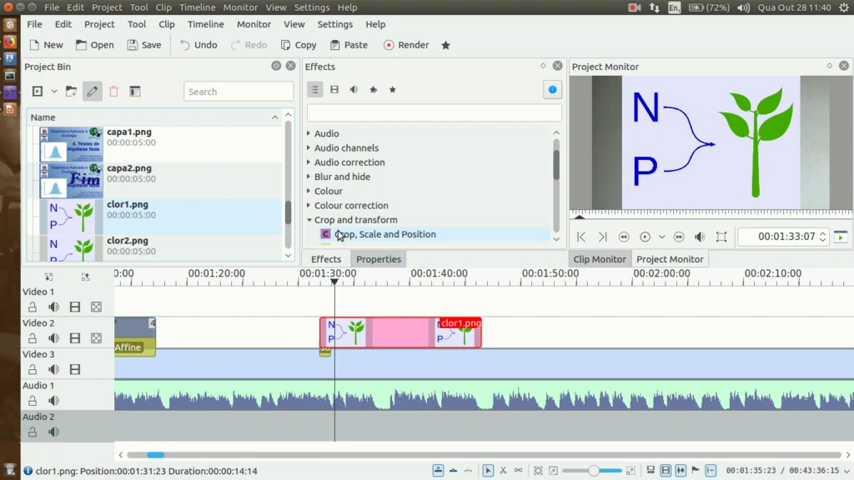 File Edit Project Tool Clip Timeline Monitor View Settings Help
En (72%) Qua Out 28 11:40
File Edit Project Tool Clip Timeline Monitor View Settings Help
New Open Save Undo Redo Copy Paste Render
Project Bin
Effects
Project Monitor
Search
Name
capa1.png
00:00:05:00
capa2.png
00:00:05:00
Fim
clor1.png
00:00:05:00
clor2.png
00:00:05:00
N
P
Audio
Audio channels
Audio correction
Blur and hide
Colour
Colour correction
Crop and transform
C Crop, Scale and Position
N
P
00:01:33:07
Effects Properties
Clip Monitor Project Monitor
0:00 00:01:20:00 00:01:30:00 00:01:40:00 00:01:50:00 00:02:00:00 00:02:10:00
Video 1
Video 2
4
Affine
N
P
clor1.png
Video 3
Audio 1
Audio 2
clor1.png: Position:00:01:31:23 Duration:00:00:14:14
00:01:35:23 / 00:43:36:15